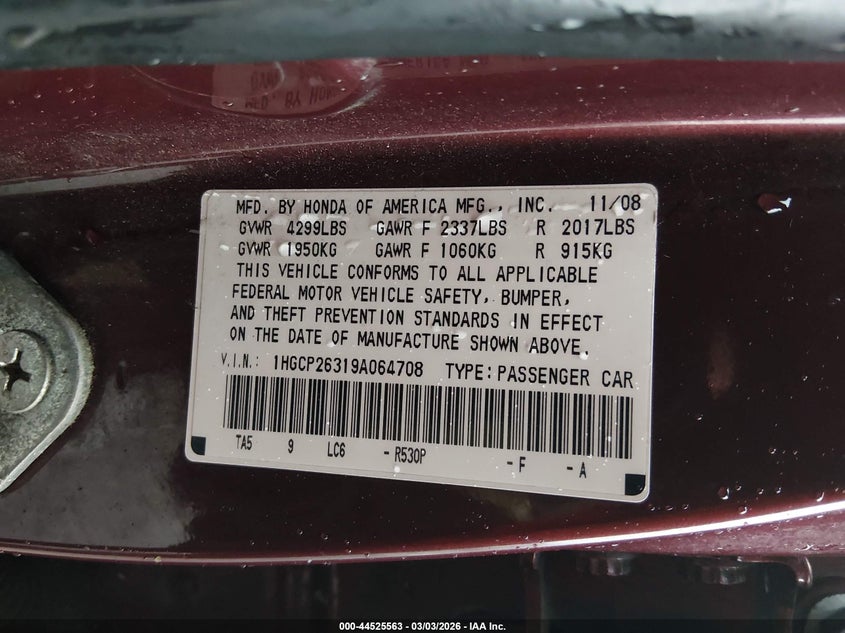 MFD. BY HONDA OF AMERICA MFG., INC. 11/08
GVWR 4299LBS GAWR F 2337LBS R 2017LBS
GVWR 1950KG GAWR F 1060KG R 915KG
THIS VEHICLE CONFORMS TO ALL APPLICABLE
FEDERAL MOTOR VEHICLE SAFETY, BUMPER,
AND THEFT PREVENTION STANDARDS IN EFFECT
ON THE DATE OF MANUFACTURE SHOWN ABOVE.
V.I.N.: 1HGCP26319A064708 TYPE: PASSENGER CAR
TA5 9 LC6 -R530P -F -A
000-44525563 - 03/03/2026 - IAA Inc.